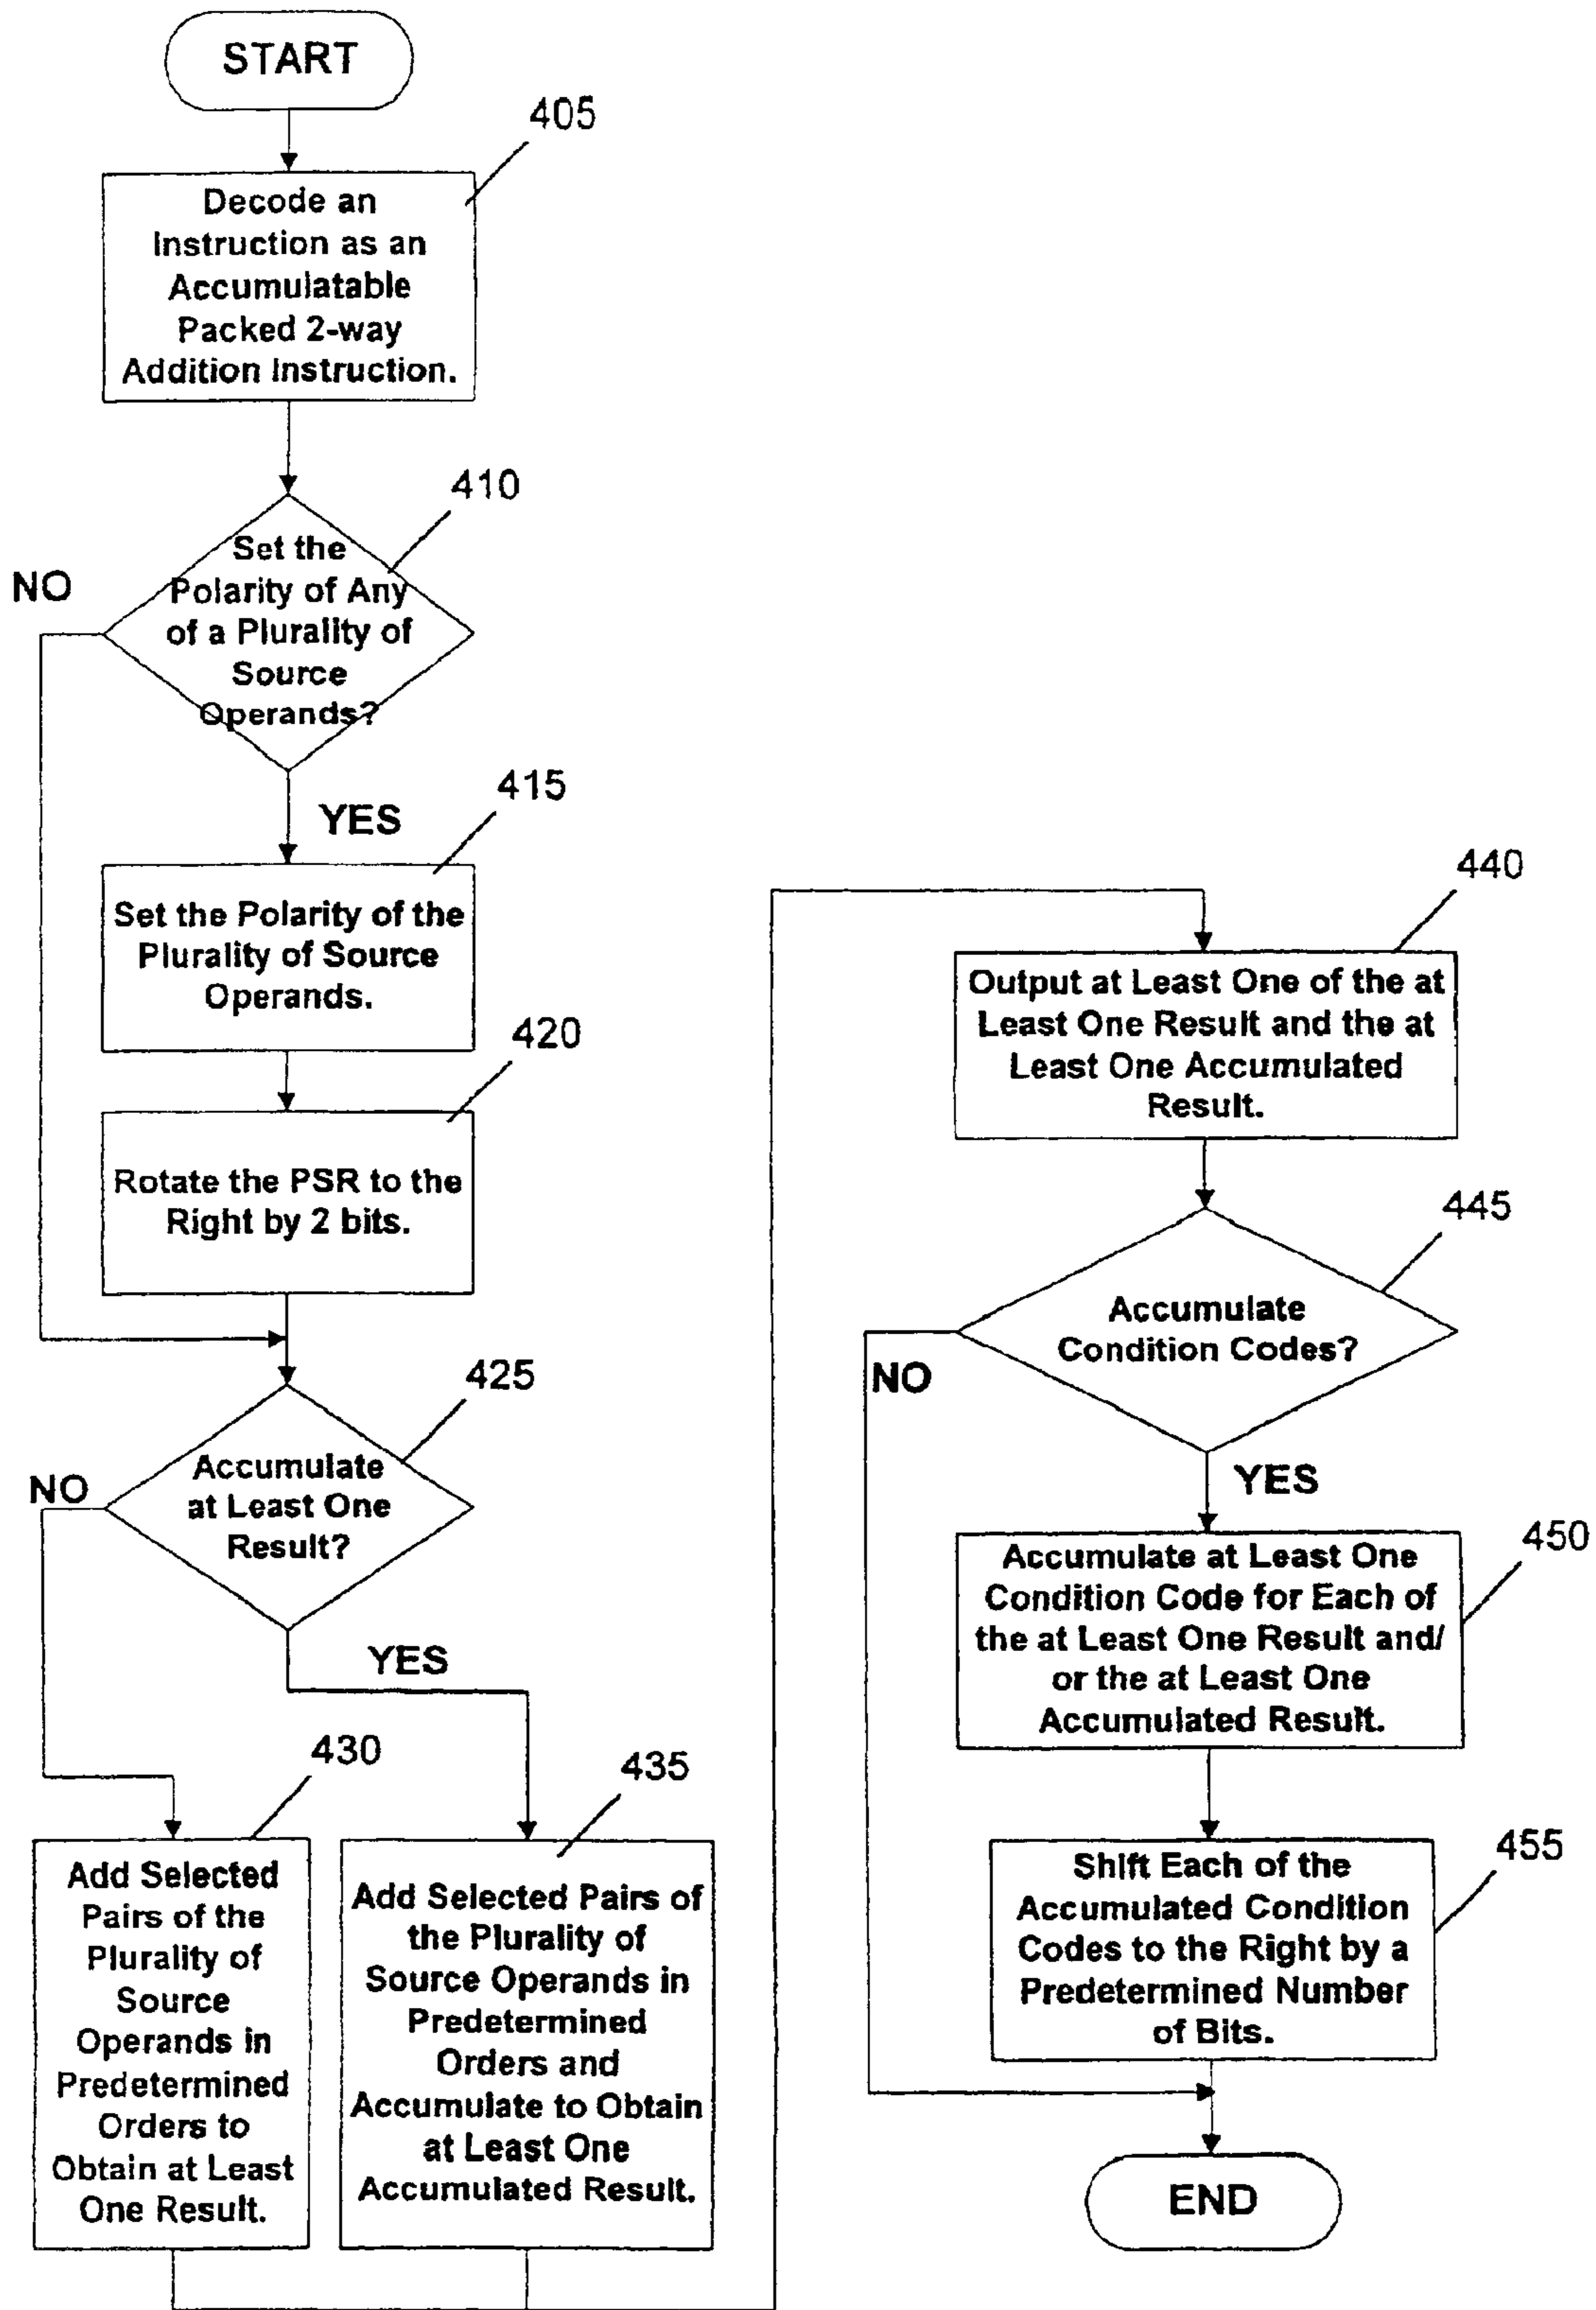 START
405
Decode an
Instruction as an
Accumulatable
Packed 2-way
Addition Instruction.
410
Set the
Polarity of Any
of a Plurality of
Source
Operands?
NO
YES
415
Set the Polarity of the
Plurality of Source
Operands.
420
Rotate the PSR to the
Right by 2 bits.
425
Accumulate
at Least One
Result?
NO
YES
430
Add Selected
Pairs of the
Plurality of
Source
Operands in
Predetermined
Orders to
Obtain at Least
One Result.
435
Add Selected Pairs of
the Plurality of
Source Operands in
Predetermined
Orders and
Accumulate to Obtain
at Least One
Accumulated Result.
440
Output at Least One of the at
Least One Result and the at
Least One Accumulated
Result.
445
Accumulate
Condition Codes?
NO
YES
450
Accumulate at Least One
Condition Code for Each of
the at Least One Result and/
or the at Least One
Accumulated Result.
455
Shift Each of the
Accumulated Condition
Codes to the Right by a
Predetermined Number
of Bits.
END